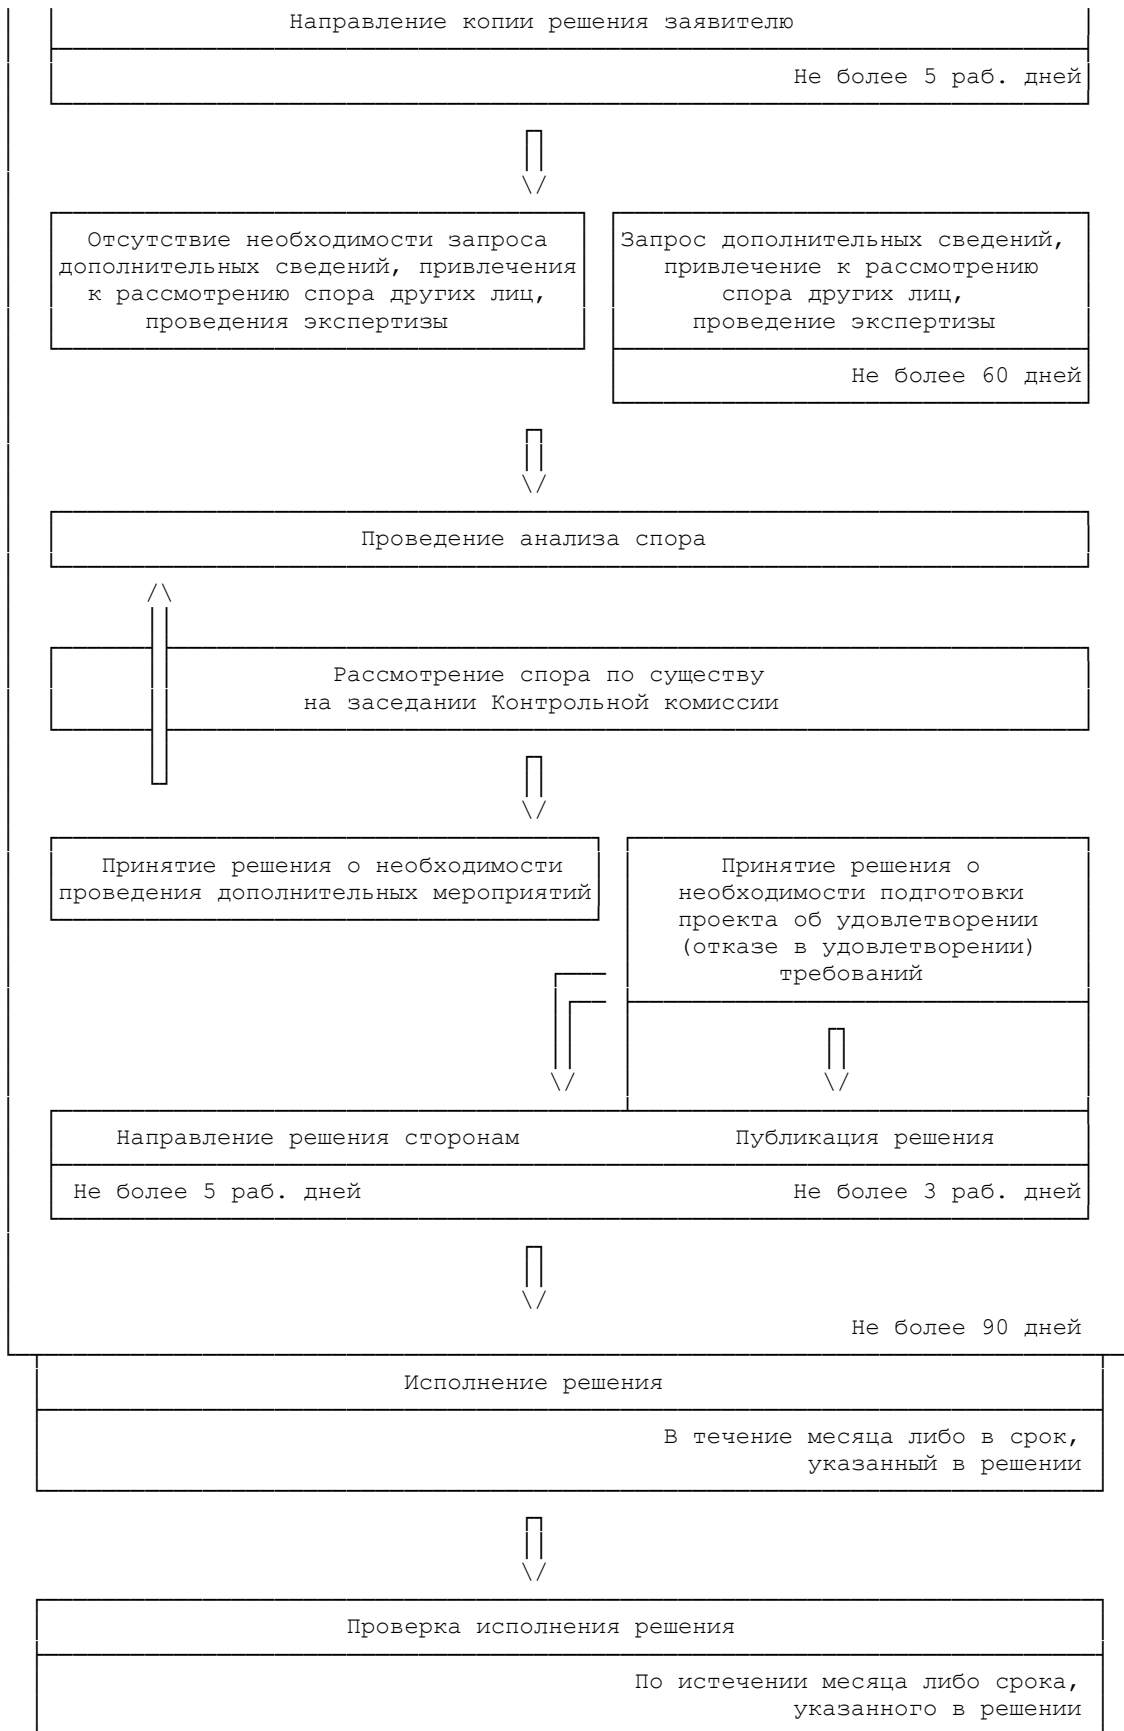 Направление копии решения заявителю
Не более 5 раб. дней
Отсутствие необходимости запроса
дополнительных сведений, привлечения
к рассмотрению спора других лиц,
проведения экспертизы
Запрос дополнительных сведений,
привлечение к рассмотрению
спора других лиц,
проведение экспертизы
Не более 60 дней
Проведение анализа спора
Рассмотрение спора по существу
на заседании Контрольной комиссии
Принятие решения о необходимости
проведения дополнительных мероприятий
Принятие решения о
необходимости подготовки
проекта об удовлетворении
(отказе в удовлетворении)
требований
Направление решения сторонам
Публикация решения
Не более 5 раб. дней
Не более 3 раб. дней
Не более 90 дней
Исполнение решения
В течение месяца либо в срок,
указанный в решении
Проверка исполнения решения
По истечении месяца либо срока,
указанного в решении